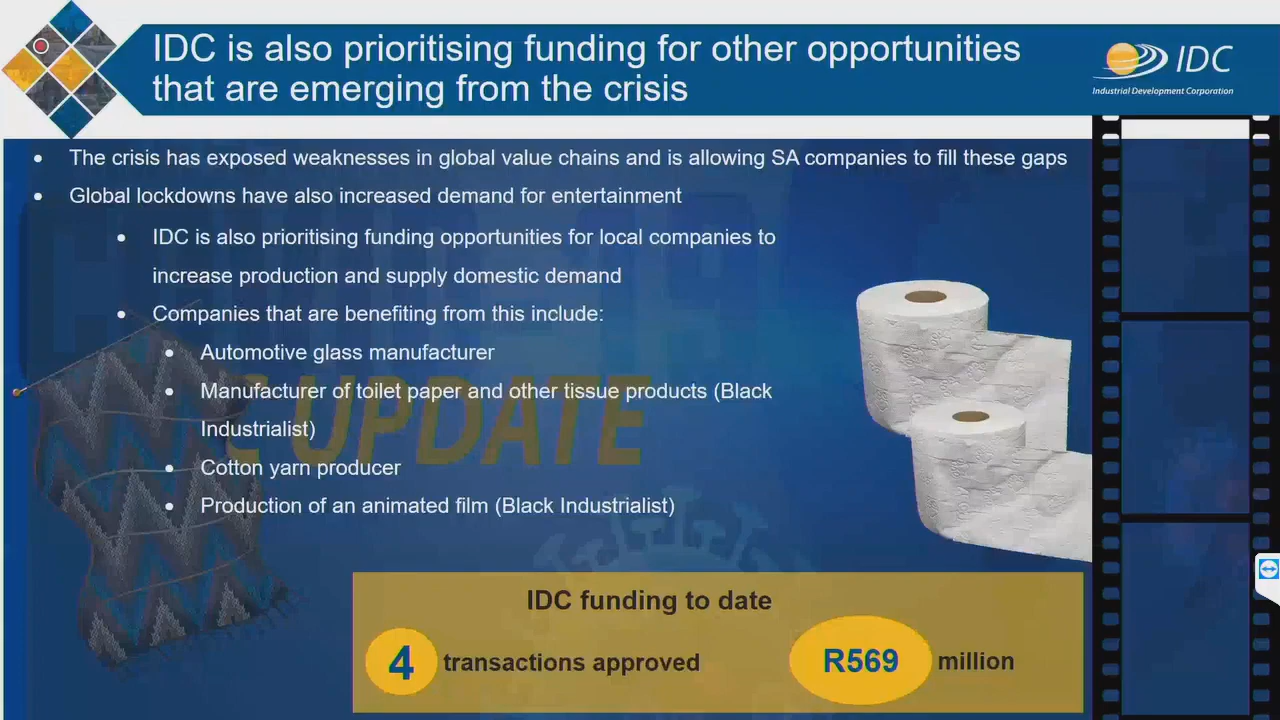 IDC is also prioritising funding for other opportunities
that are emerging from the crisis
IDC
Industrial Development Corporation
• The crisis has exposed weaknesses in global value chains and is allowing SA companies to fill these gaps
• Global lockdowns have also increased demand for entertainment
• IDC is also prioritising funding opportunities for local companies to
increase production and supply domestic demand
• Companies that are benefiting from this include:
• Automotive glass manufacturer
• Manufacturer of toilet paper and other tissue products (Black
Industrialist)
UPDATE
• Cotton yarn producer
• Production of an animated film (Black Industrialist)
IDC funding to date
4 transactions approved
R569 million